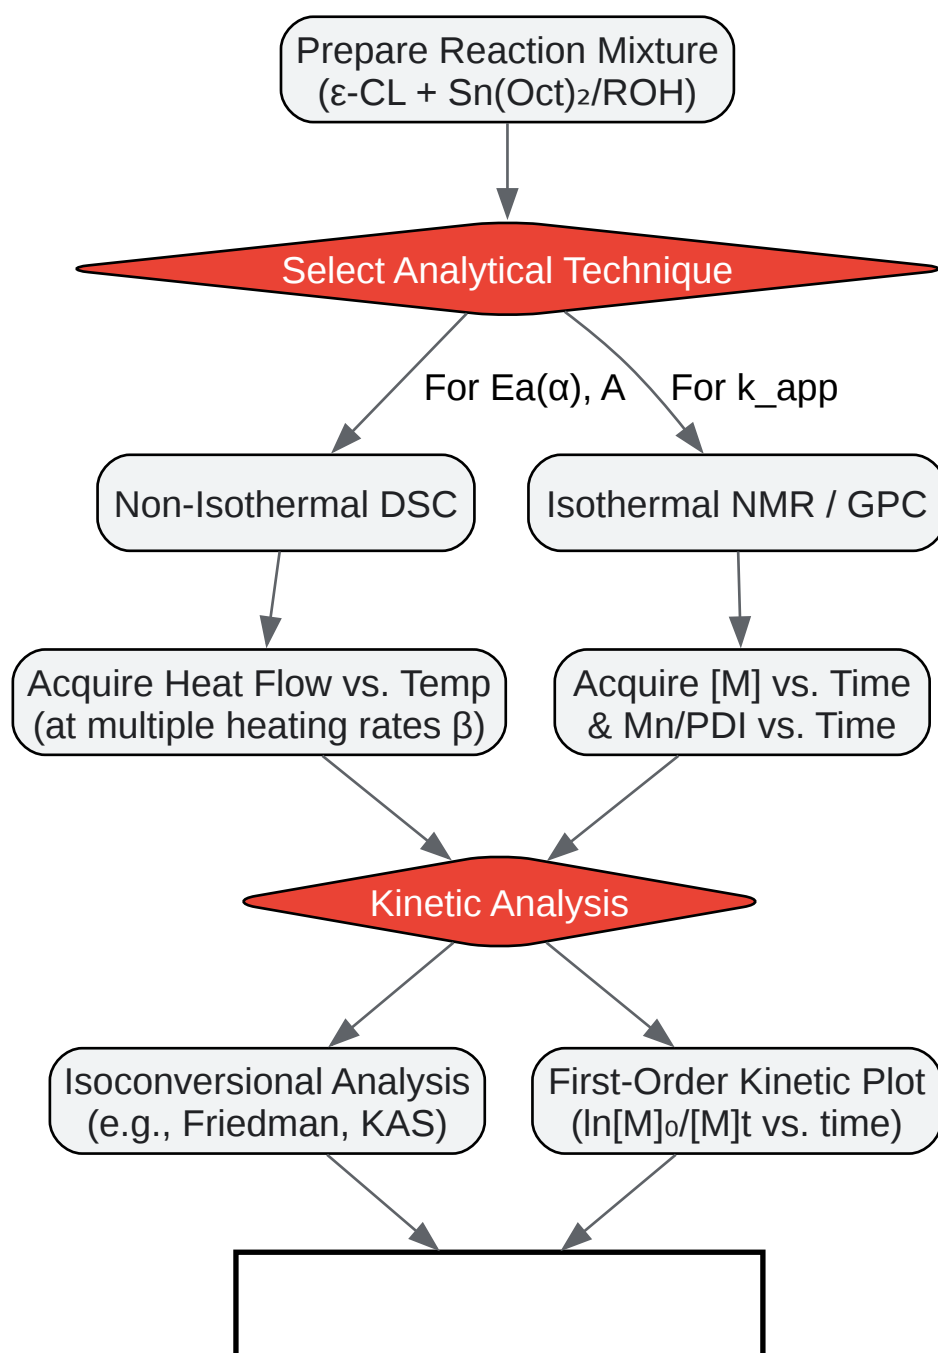 Prepare Reaction Mixture
(ε-CL + Sn(Oct)₂/ROH)
Select Analytical Technique
For Ea(α), A
For k_app
Non-Isothermal DSC
Isothermal NMR / GPC
Acquire Heat Flow vs. Temp
(at multiple heating rates β)
Acquire [M] vs. Time
& Mn/PDI vs. Time
Kinetic Analysis
Isoconversional Analysis
(e.g., Friedman, KAS)
First-Order Kinetic Plot
(ln[M]₀/[M]t vs. time)